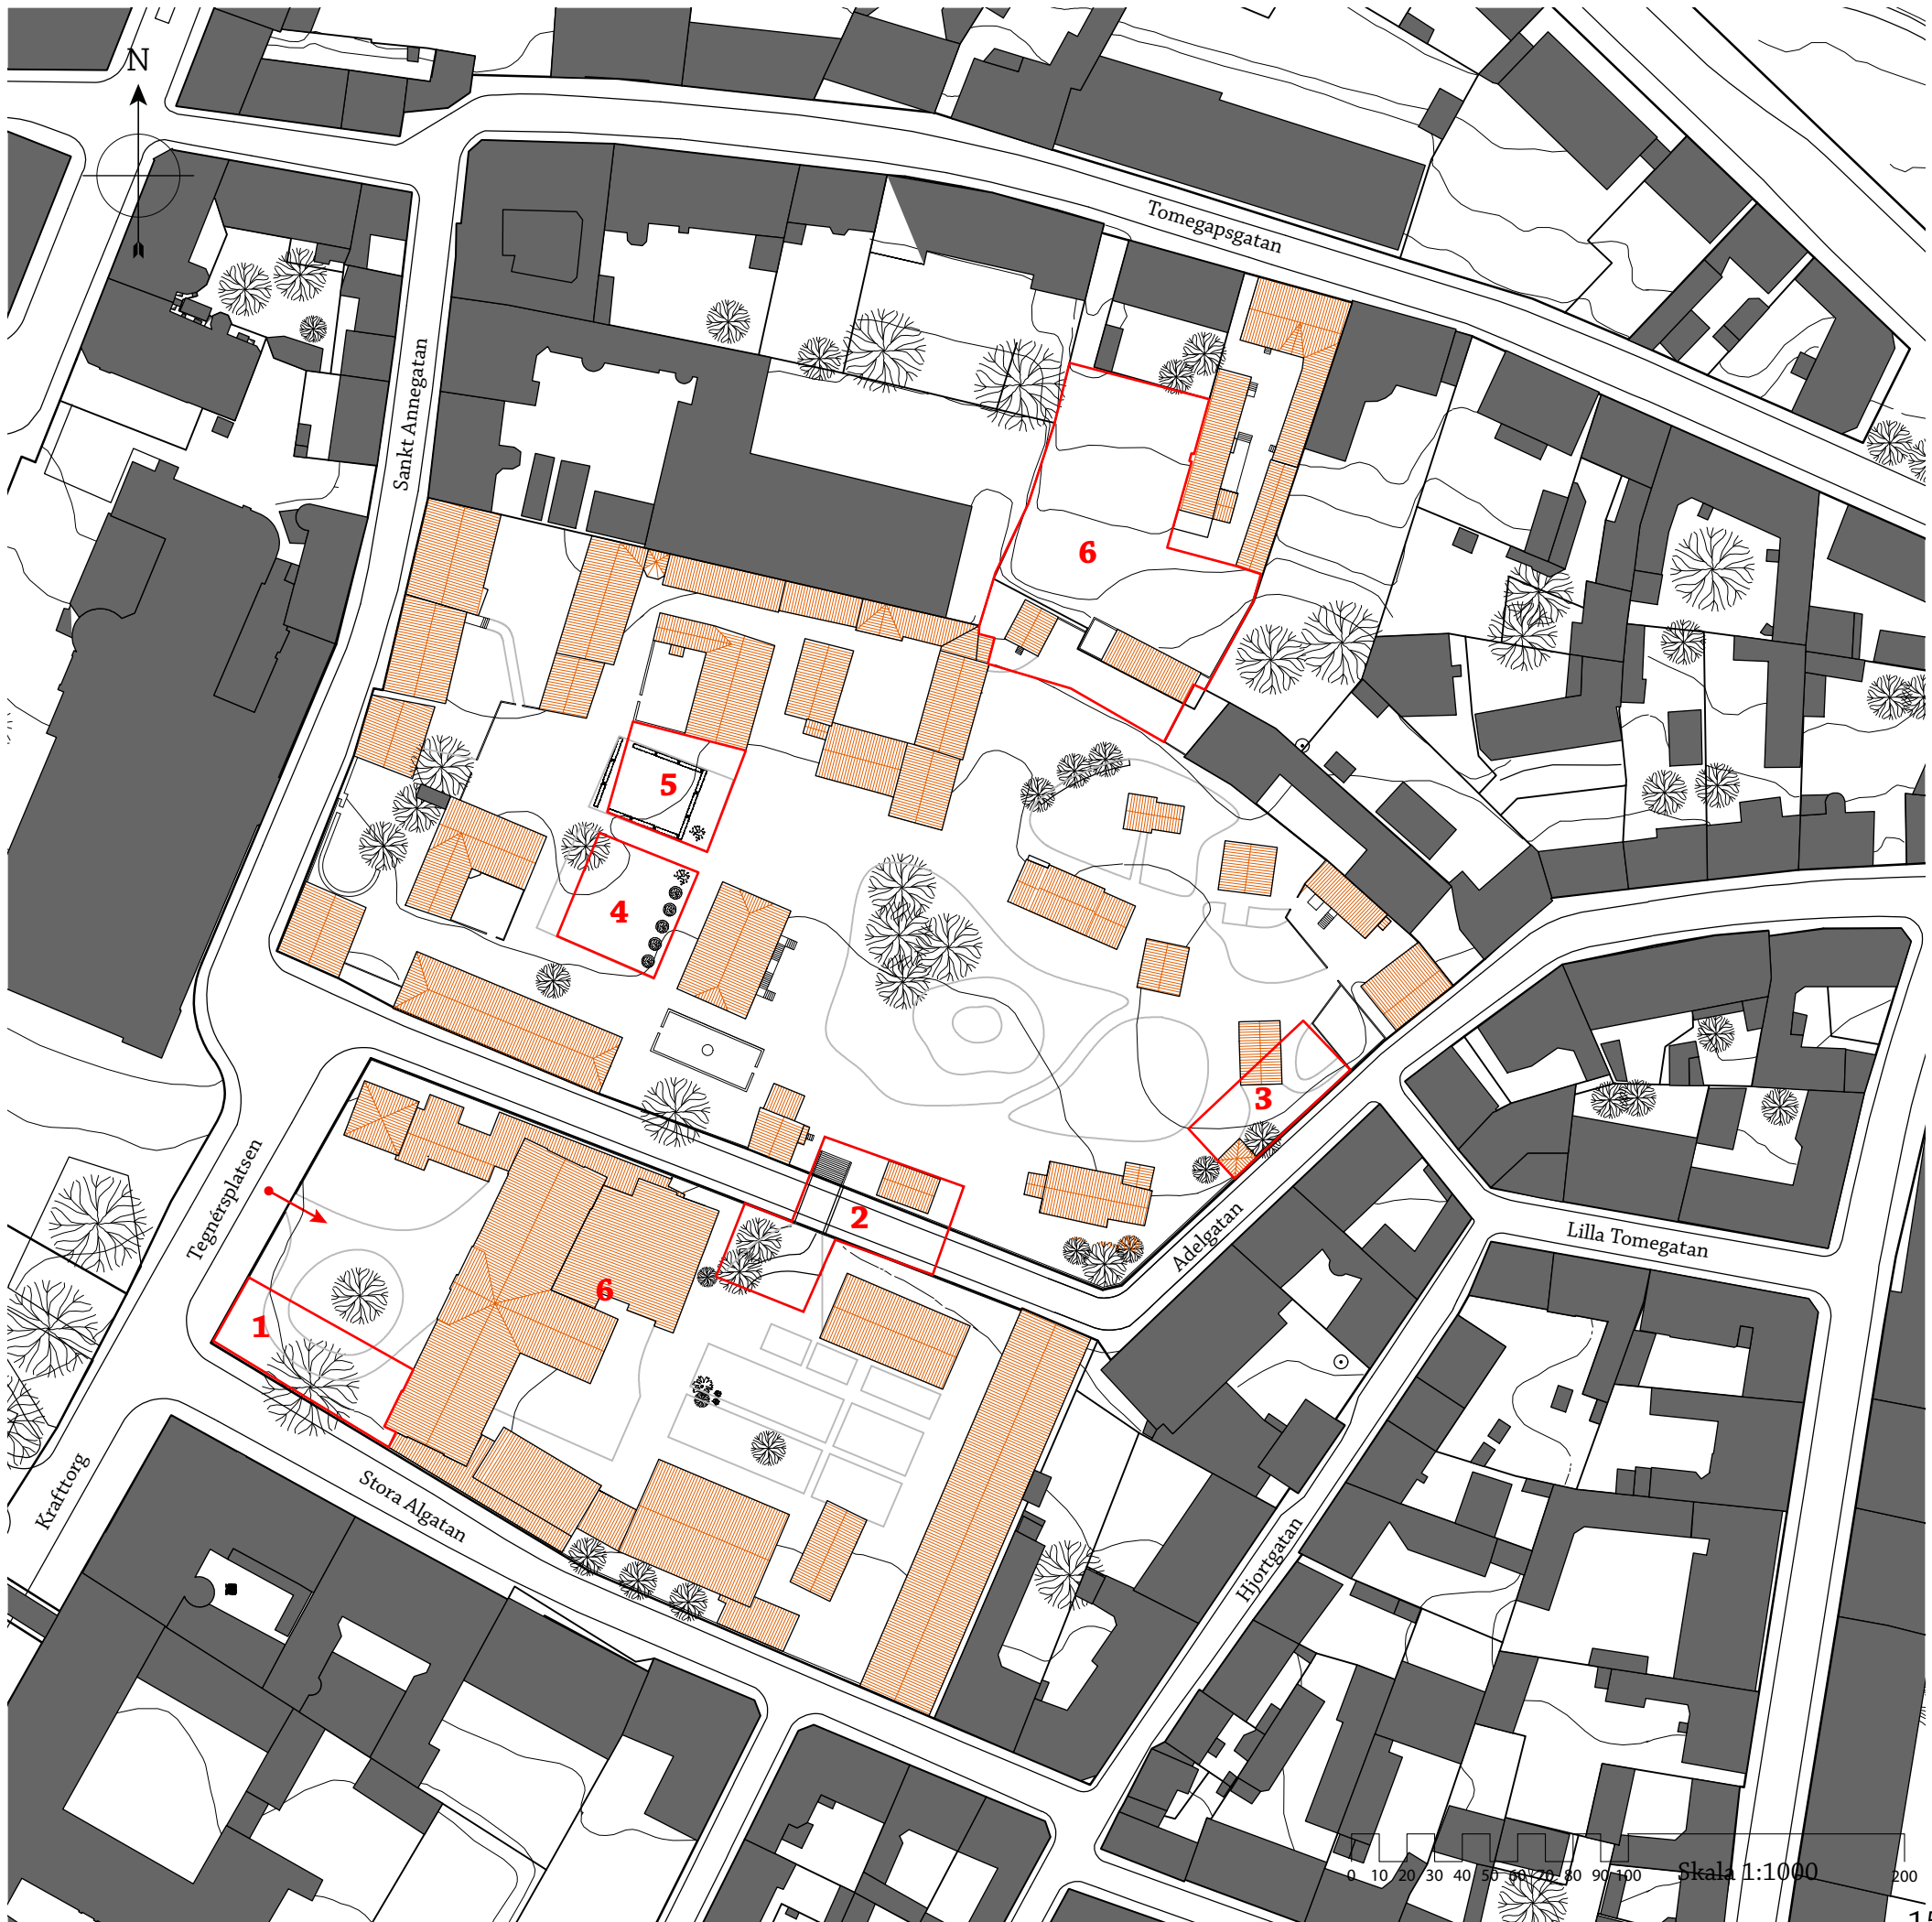 N
Tomegapsgatan
Sankt Annegatan
6
5
4
3
2
6
1
Tegnérsplatsen
Adelgatan
Lilla Tomegatan
Krafttorg
Stora Algatan
Hjortgatan
0 10 20 30 40 50 60 70 80 90 100 200
Skala 1:1000